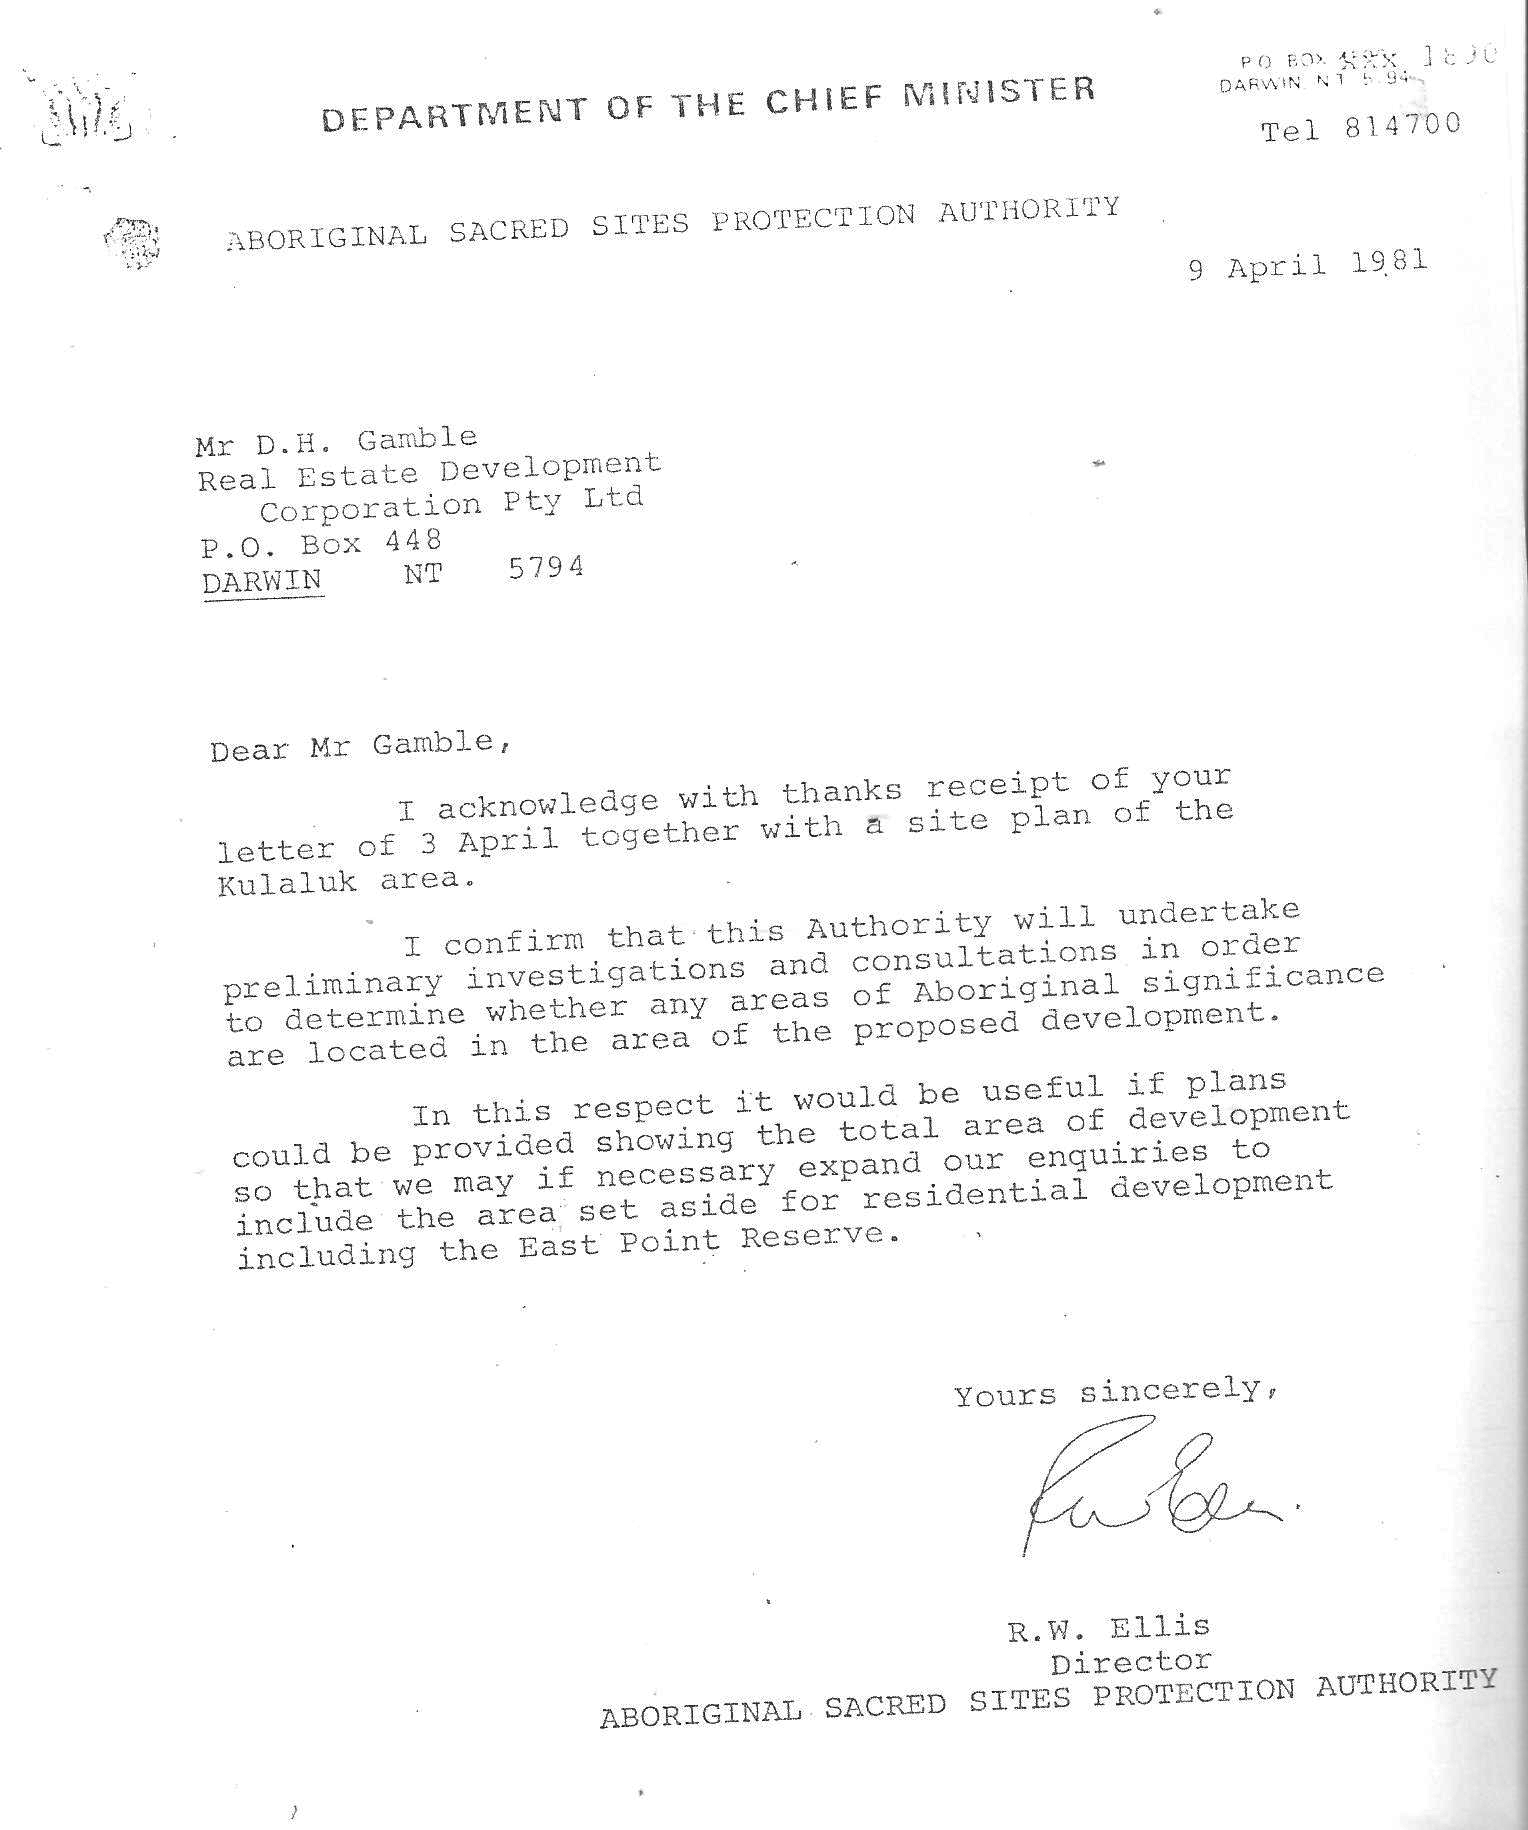 PO BOX 1890
DEPARTMENT OF THE CHIEF MINISTER
DARWIN NT
Tel 814700
ABORIGINAL SACRED SITES PROTECTION AUTHORITY
9 April 1981
Mr D.H. Gamble
Real Estate Development
Corporation Pty Ltd
P.O. Box 448
DARWIN NT 5794
Dear Mr Gamble,
I acknowledge with thanks receipt of your
letter of 3 April together with a site plan of the
Kulaluk area.
I confirm that this Authority will undertake
preliminary investigations and consultations in order
to determine whether any areas of Aboriginal significance
are located in the area of the proposed development.
In this respect it would be useful if plans
could be provided showing the total area of development
so that we may if necessary expand our enquiries to
include the area set aside for residential development
including the East Point Reserve.
Yours sincerely,
R.W. Ellis
Director
ABORIGINAL SACRED SITES PROTECTION AUTHORITY